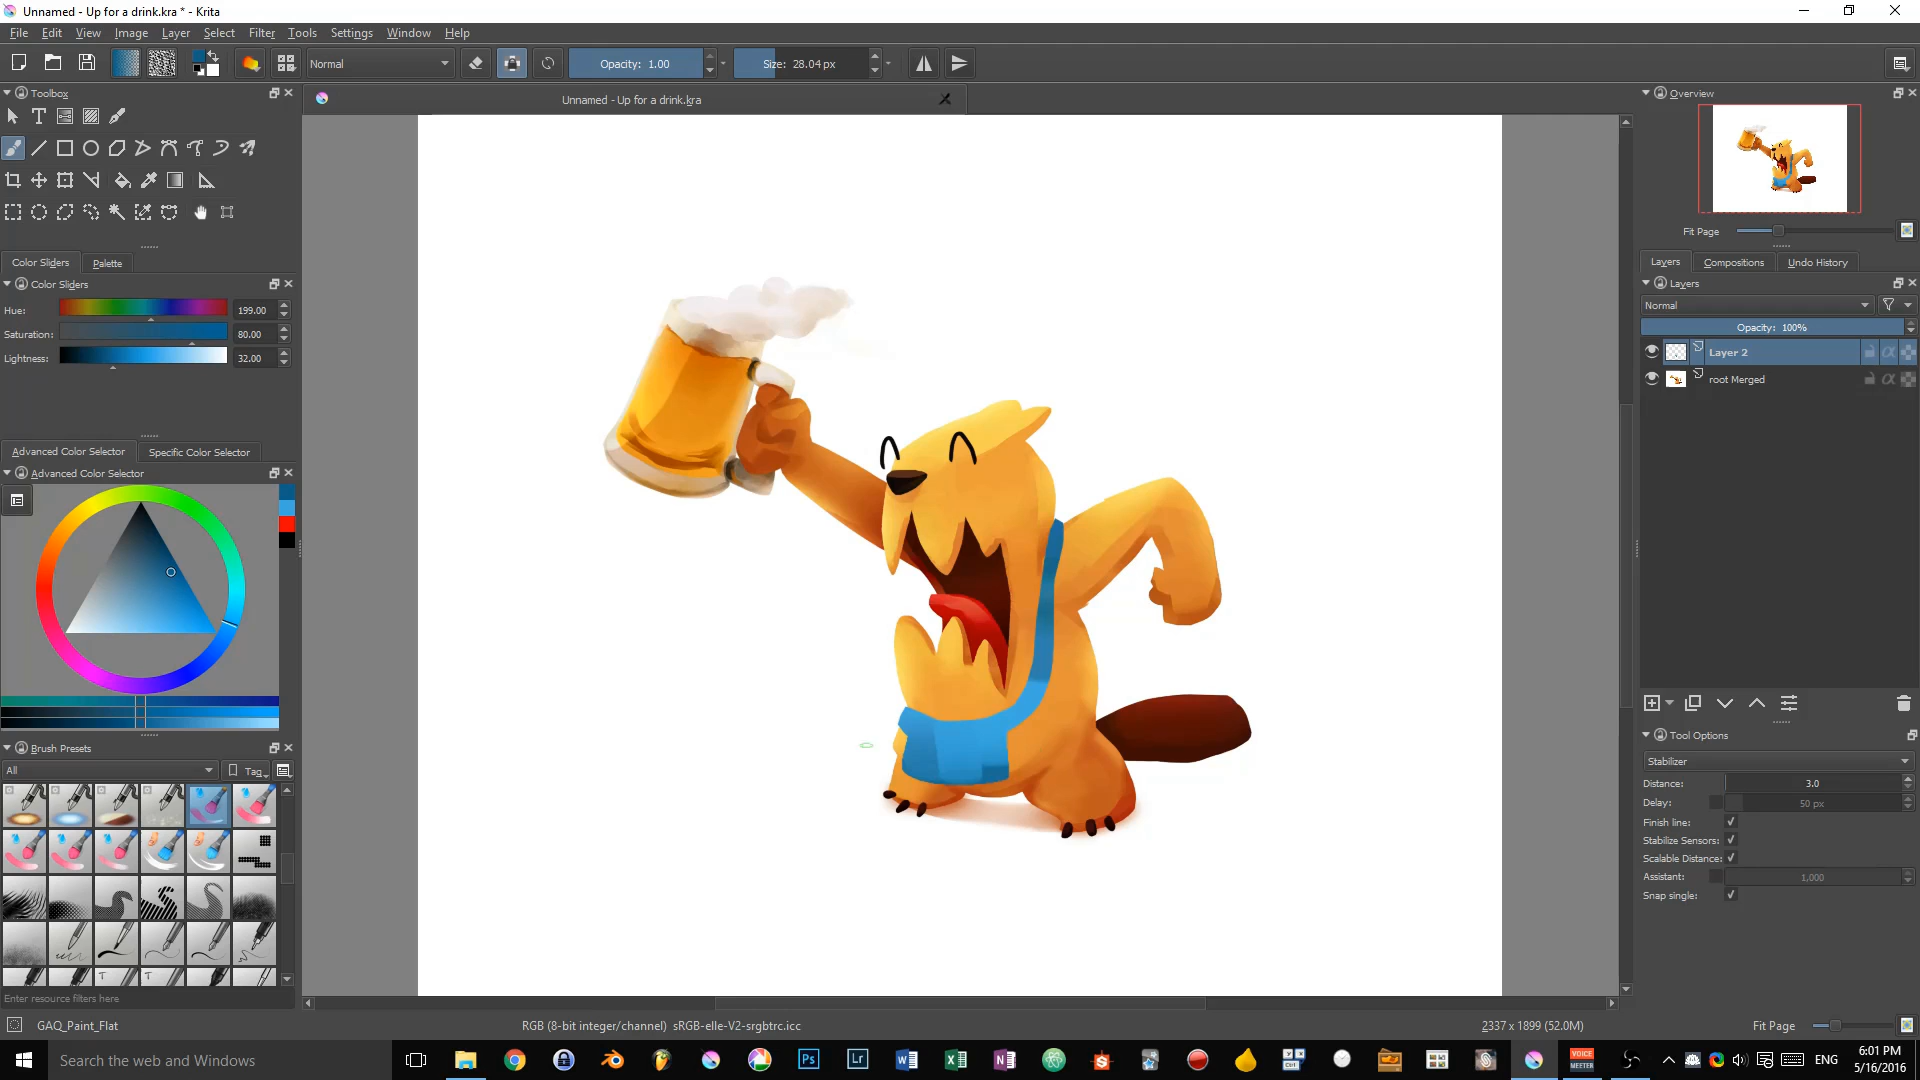 Unnamed - Up for a drink.kra * - Krita
File Edit View Image Layer Select Filter Tools Settings Window Help
Normal
Opacity: 1.00
Size: 28.04 px
Toolbox
Unnamed - Up for a drink.kra
Overview
Fit Page
Color Sliders Palette
Color Sliders
Hue: 199.00
Saturation: 80.00
Lightness: 32.00
Layers Compositions Undo History
Layers
Normal
Opacity: 100%
Layer 2
root Merged
Advanced Color Selector Specific Color Selector
Advanced Color Selector
Brush Presets
All
Tag
T T
Enter resource filters here
Tool Options
Stabilizer
Distance: 3.0
Delay: 50 px
Finish line:
Stabilize Sensors:
Scalable Distance:
Assistant: 1,000
Snap single:
GAQ_Paint_Flat
RGB (8-bit integer/channel) sRGB-elle-V2-srgbtrc.icc
2337 x 1899 (52.0M)
Fit Page
Search the web and Windows
Ps
Lr
Ctrl
VOICE
MEETER
ENG
6:01 PM
5/16/2016